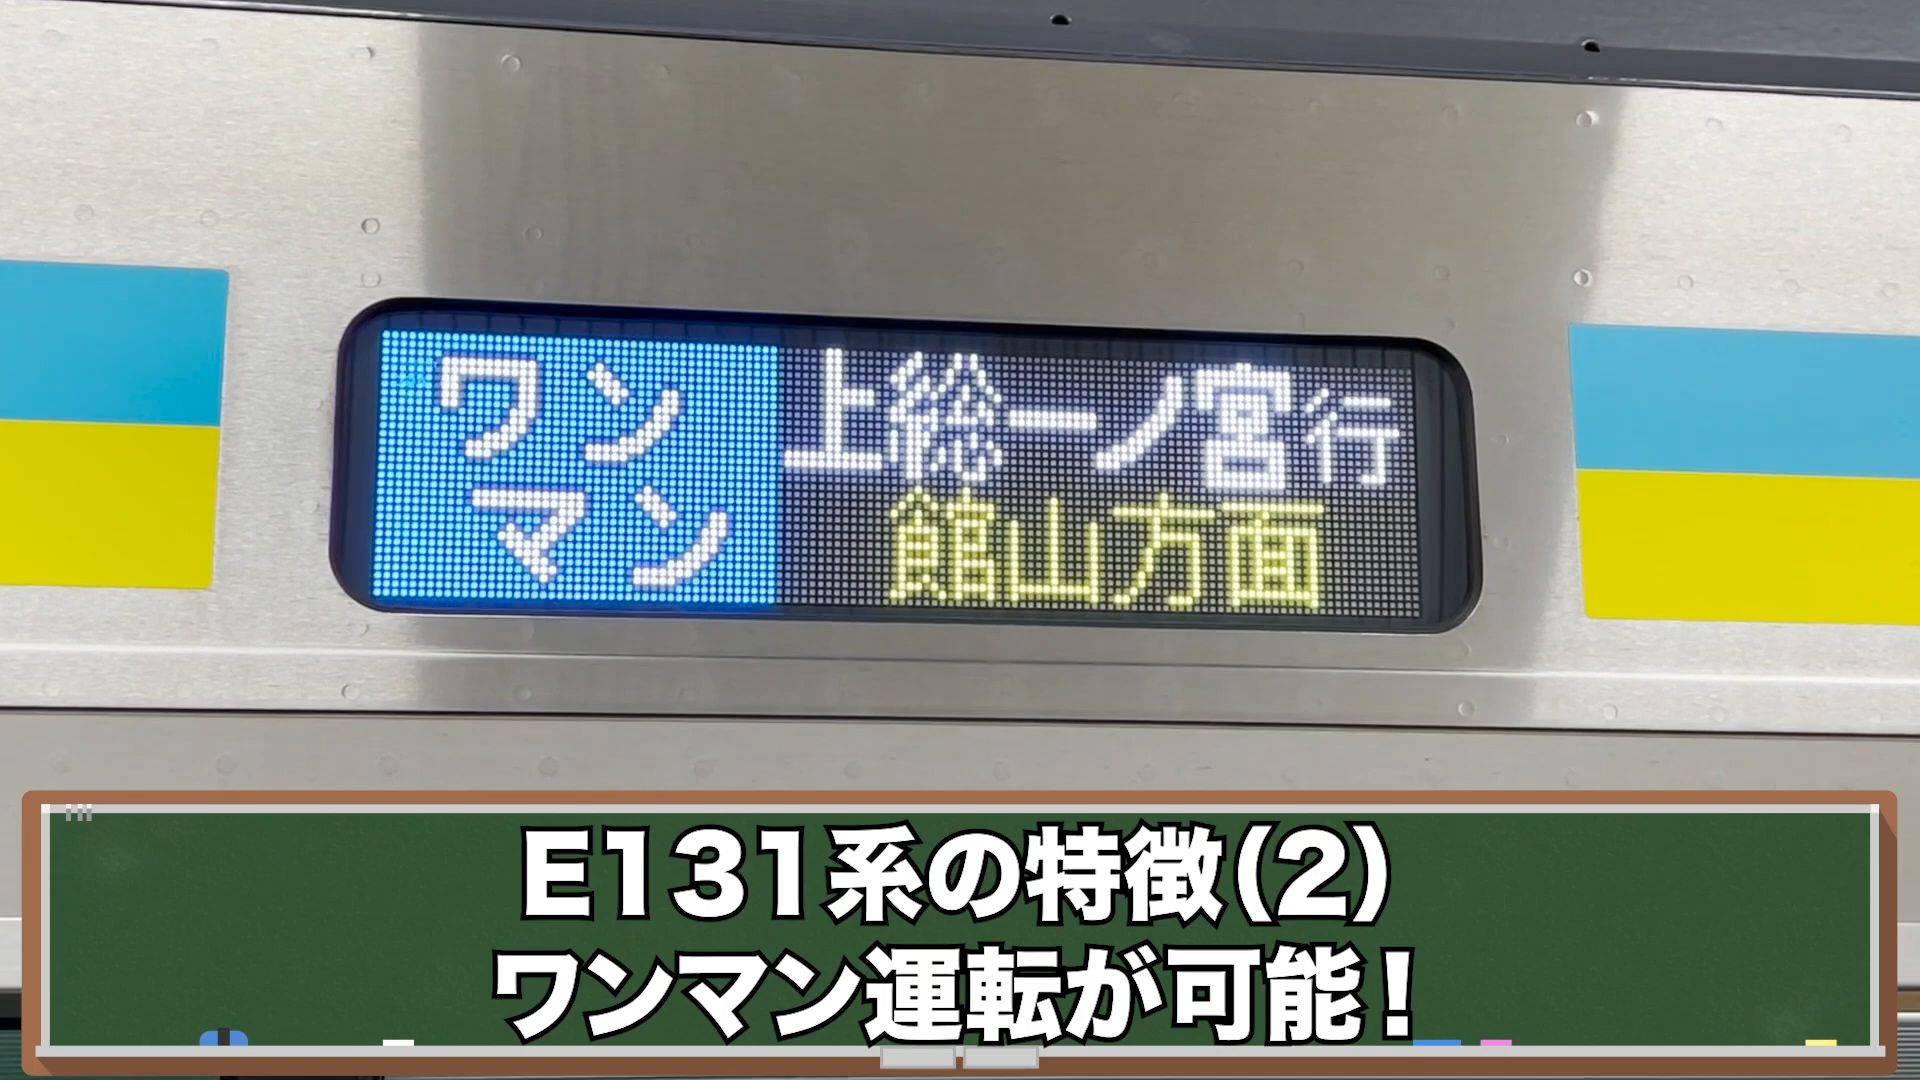 ワン
マン
上総一ノ宮行
館山方面
E131系の特徴(2)
ワンマン運転が可能!